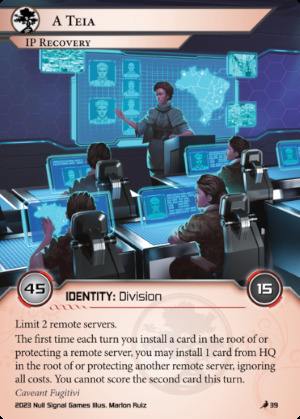 A Teia
IP Recovery
45
IDENTITY: Division
15
Limit 2 remote servers.
The first time each turn you install a card in the root of or
protecting a remote server, you may install 1 card from HQ
in the root of or protecting another remote server, ignoring
all costs. You cannot score the second card this turn.
Caveant Fugitivi
2023 Null Signal Games Illus. Marlon Ruiz
39